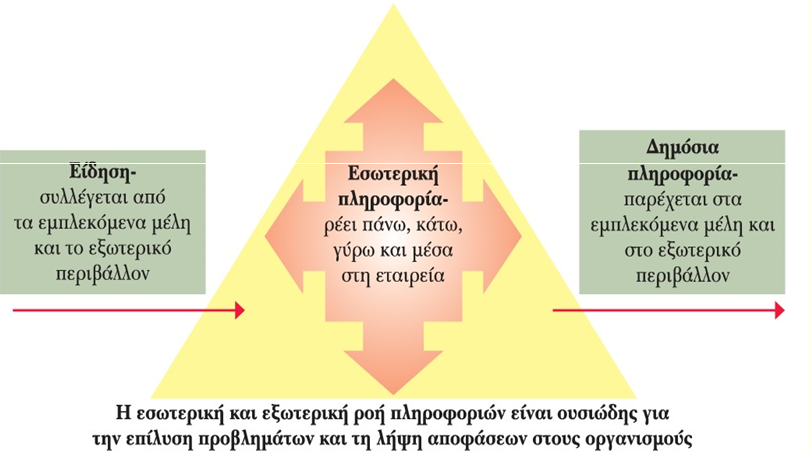 Είδηση-
συλλέγεται από
τα εμπλεκόμενα μέλη
και το εξωτερικό
περιβάλλον
Εσωτερική
πληροφορία-
ρέει πάνω, κάτω,
γύρω και μέσα
στη εταιρεία
Δημόσια
πληροφορία-
παρέχεται στα
εμπλεκόμενα μέλη και
στο εξωτερικό
περιβάλλον
Η εσωτερική και εξωτερική ροή πληροφοριών είναι ουσιώδης για
την επίλυση προβλημάτων και τη λήψη αποφάσεων στους οργανισμούς